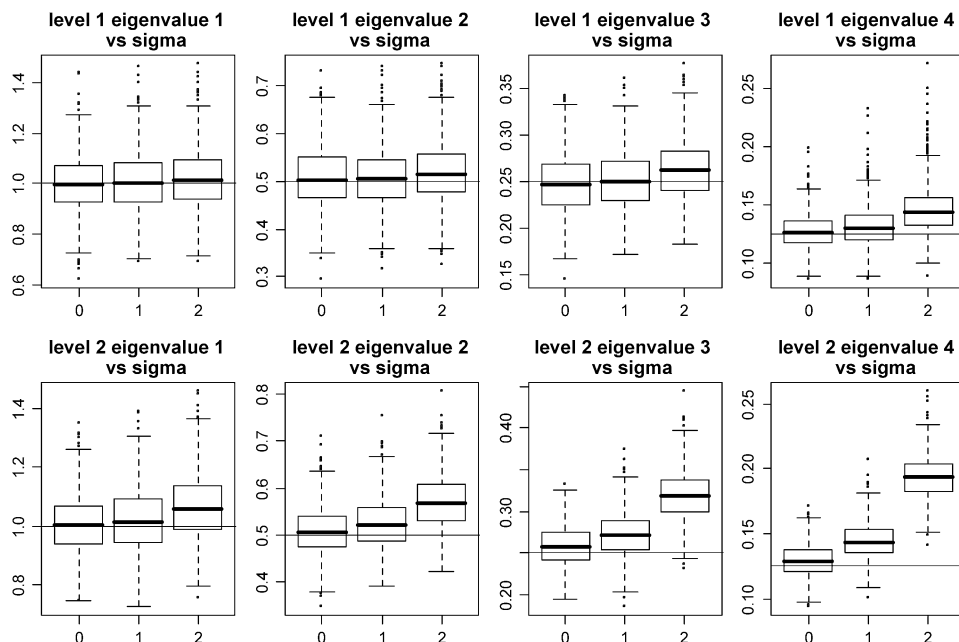 level 1 eigenvalue 1
vs sigma
level 1 eigenvalue 2
vs sigma
level 1 eigenvalue 3
vs sigma
level 1 eigenvalue 4
vs sigma
1.4
1.2
1.0
0.8
0.6
0 1 2
0.7
0.6
0.5
0.4
0.3
0 1 2
0.35
0.30
0.25
0.20
0.15
0 1 2
0.25
0.20
0.15
0.10
0 1 2
level 2 eigenvalue 1
vs sigma
level 2 eigenvalue 2
vs sigma
level 2 eigenvalue 3
vs sigma
level 2 eigenvalue 4
vs sigma
1.4
1.2
1.0
0.8
0 1 2
0.8
0.7
0.6
0.5
0.4
0 1 2
0.40
0.30
0.20
0 1 2
0.25
0.20
0.15
0.10
0 1 2